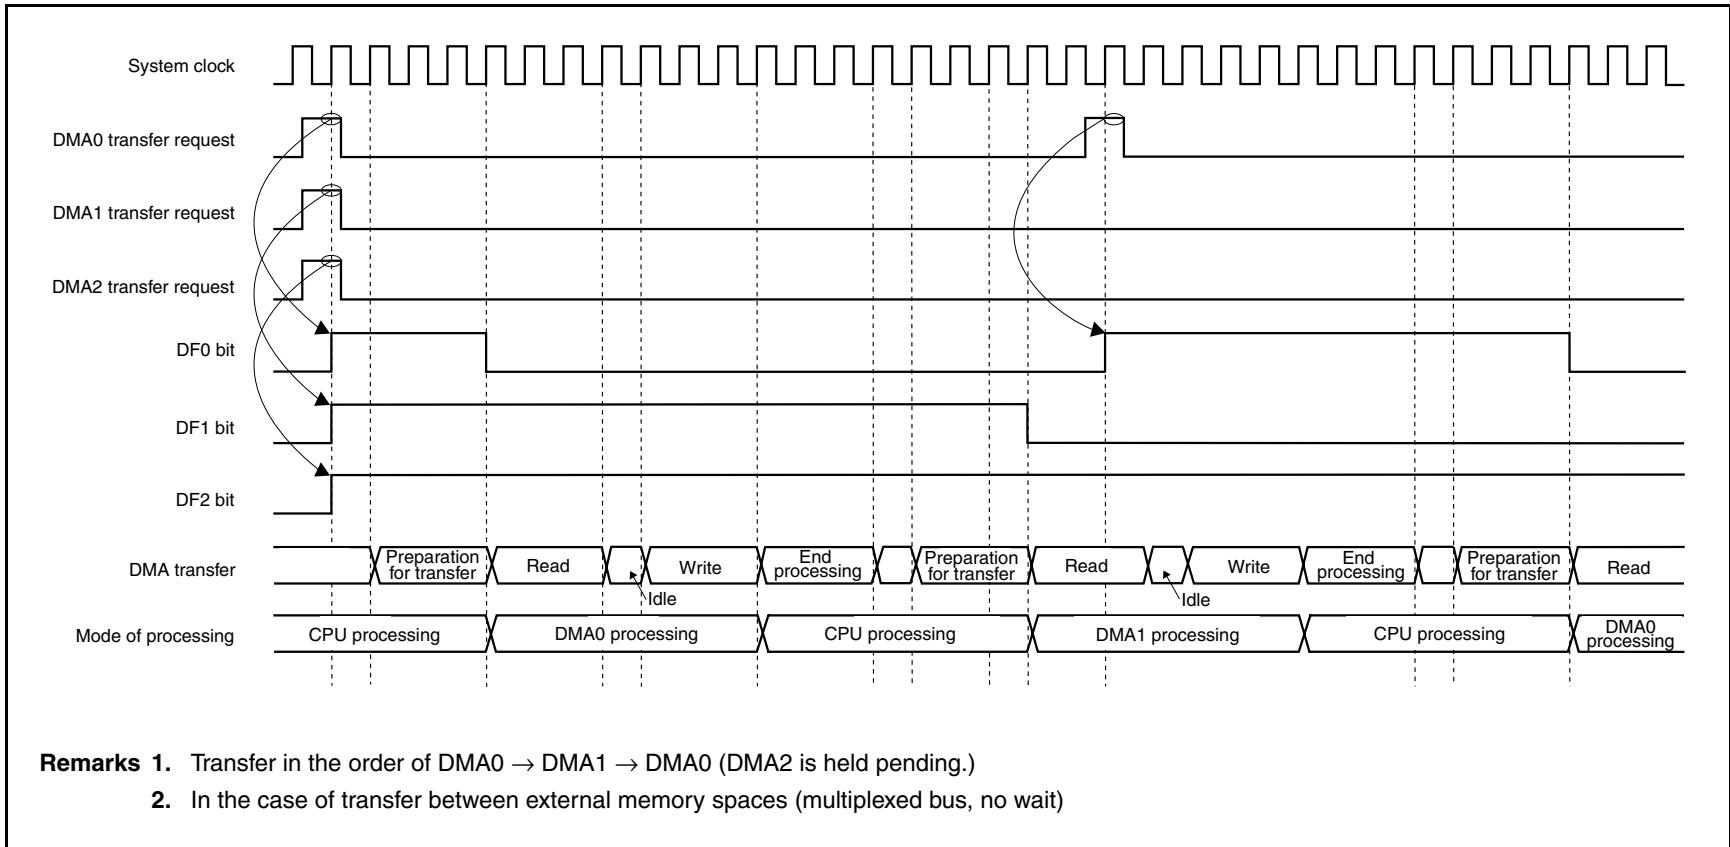 System clock
DMA0 transfer request
DMA1 transfer request
DMA2 transfer request
DF0 bit
DF1 bit
DF2 bit
DMA transfer
Preparation
for transfer
Read
Idle
Write
End
processing
Preparation
for transfer
Read
Idle
Write
End
processing
Preparation
for transfer
Read
Mode of processing
CPU processing
DMA0 processing
CPU processing
DMA1 processing
CPU processing
DMA0
processing
Remarks 1. Transfer in the order of DMA0 → DMA1 → DMA0 (DMA2 is held pending.)
2. In the case of transfer between external memory spaces (multiplexed bus, no wait)